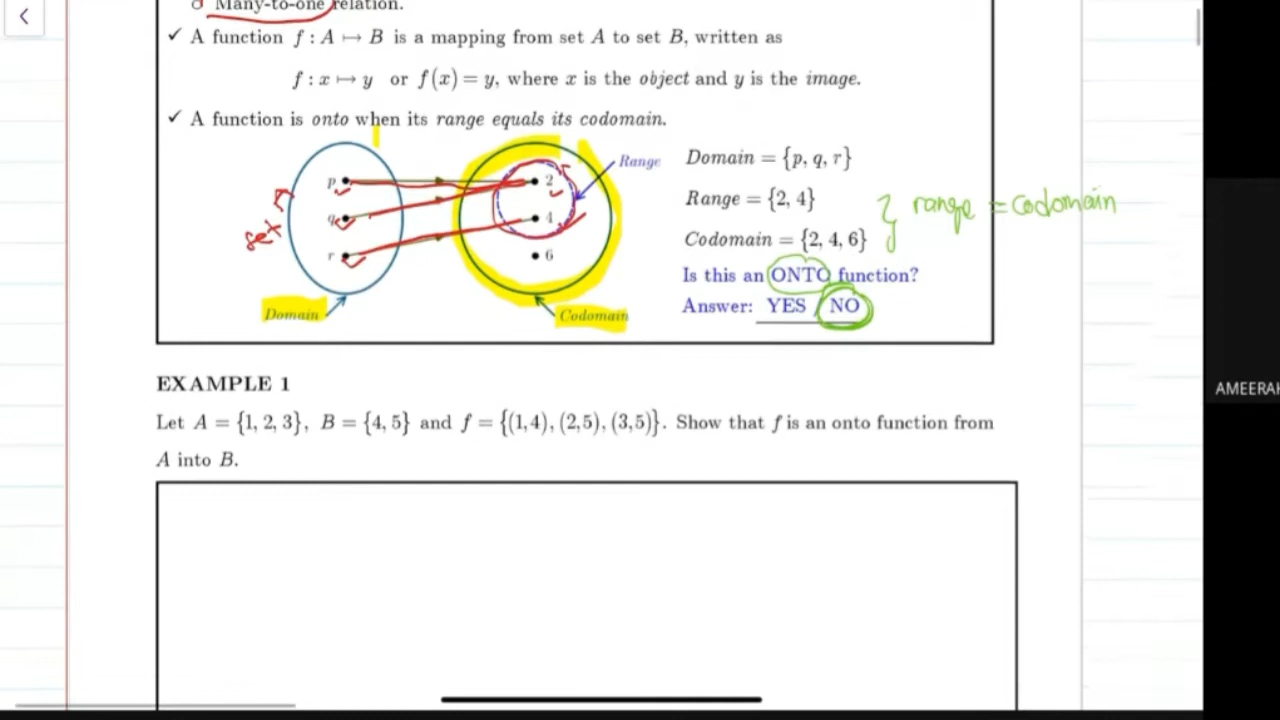 Many-to-one relation.
✓ A function f : A ↦ B is a mapping from set A to set B, written as
f : x ↦ y or f(x) = y, where x is the object and y is the image.
✓ A function is onto when its range equals its codomain.
p
q
r
set
Domain
2
4
6
Range
Codomain
Domain = {p, q, r}
Range = {2, 4}
Codomain = {2, 4, 6}
} range = codomain
Is this an ONTO function?
Answer: YES / NO
EXAMPLE 1
Let A = {1, 2, 3}, B = {4, 5} and f = {(1,4), (2,5), (3,5)}. Show that f is an onto function from
A into B.